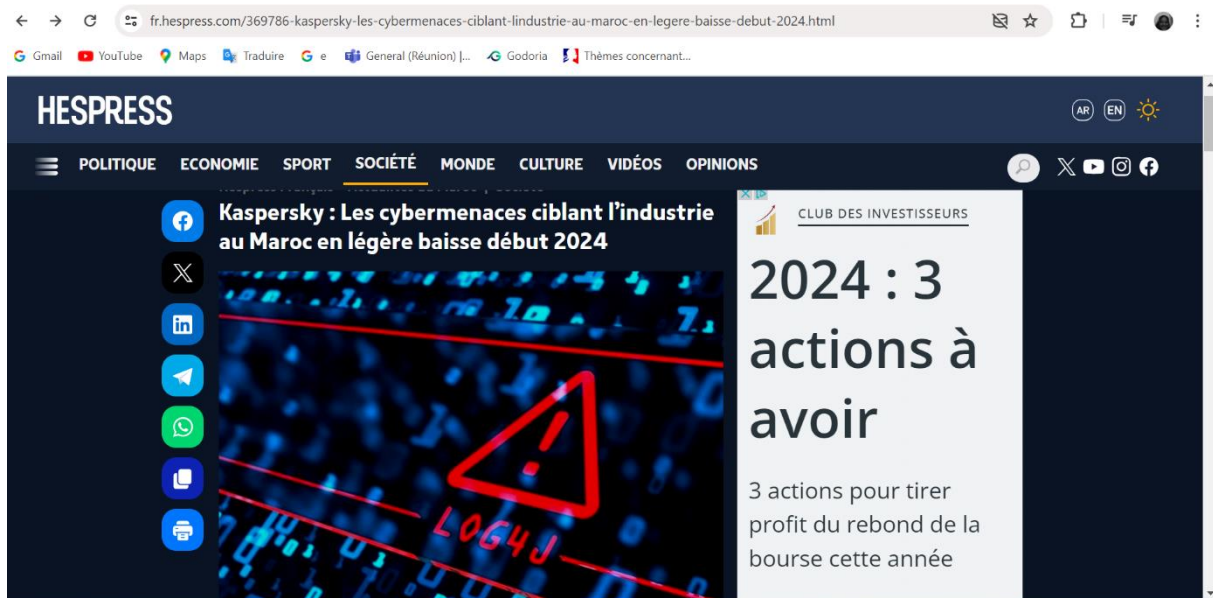 fr.hespress.com/369786-kaspersky-les-cybermenaces-ciblant-lindustrie-au-maroc-en-legere-baisse-debut-2024.html
Gmail YouTube Maps Traduire e General (Réunion) |... Godoria Thèmes concernant...
HESPRESS
AR EN
POLITIQUE ECONOMIE SPORT SOCIÉTÉ MONDE CULTURE VIDÉOS OPINIONS
Kaspersky : Les cybermenaces ciblant l’industrie
au Maroc en légère baisse début 2024
LOG4J
CLUB DES INVESTISSEURS
2024 : 3
actions à
avoir
3 actions pour tirer
profit du rebond de la
bourse cette année